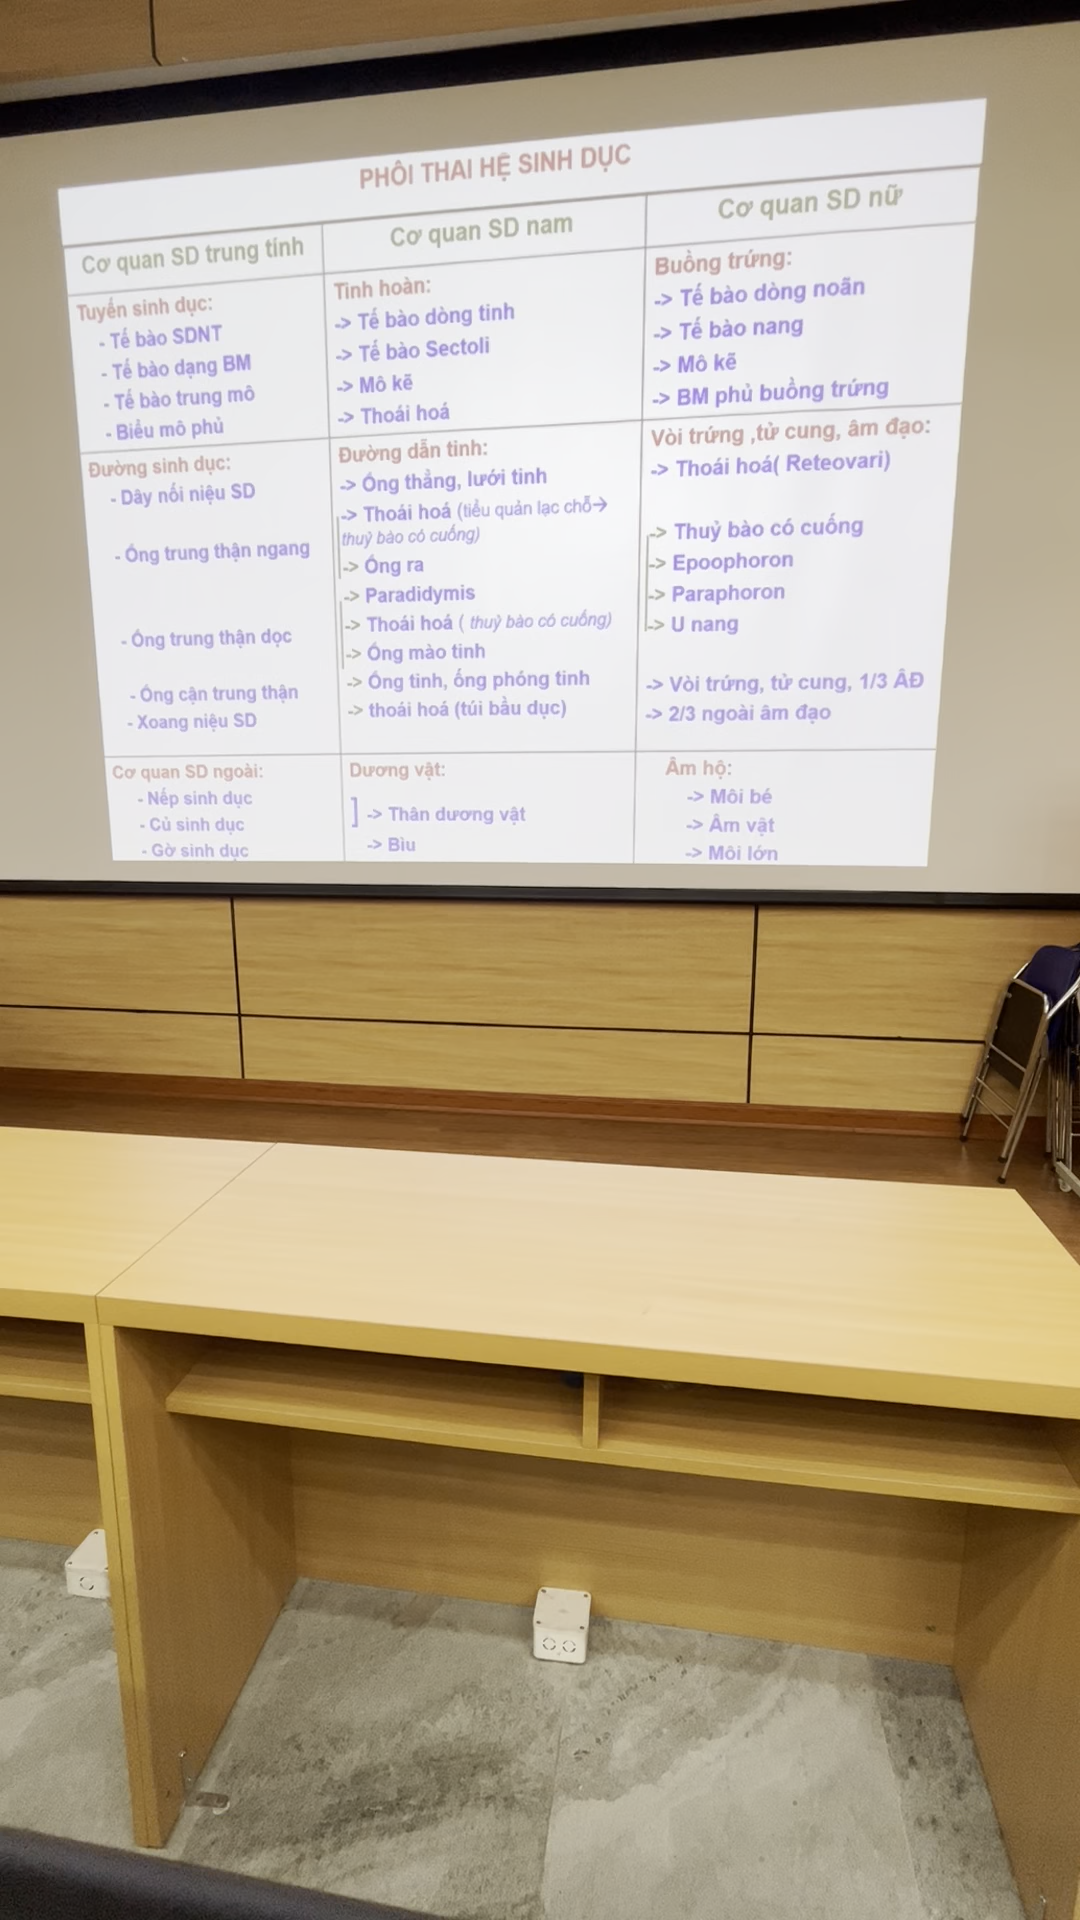 PHÔI THAI HỆ SINH DỤC
Cơ quan SD trung tính
Cơ quan SD nam
Cơ quan SD nữ
Tuyến sinh dục:
- Tế bào SDNT
- Tế bào dạng BM
- Tế bào trung mô
- Biểu mô phủ
Tinh hoàn:
-> Tế bào dòng tinh
-> Tế bào Sectoli
-> Mô kẽ
-> Thoái hoá
Buồng trứng:
-> Tế bào dòng noãn
-> Tế bào nang
-> Mô kẽ
-> BM phủ buồng trứng
Đường sinh dục:
- Dây nối niệu SD
- Ống trung thận ngang
- Ống trung thận dọc
- Ống cận trung thận
- Xoang niệu SD
Đường dẫn tinh:
-> Ống thẳng, lưới tinh
-> Thoái hoá (tiểu quản lạc chỗ→
thuỷ bào có cuống)
-> Ống ra
-> Paradidymis
-> Thoái hoá ( thuỷ bào có cuống)
-> Ống mào tinh
-> Ống tinh, ống phóng tinh
-> thoái hoá (túi bầu dục)
Vòi trứng ,tử cung, âm đạo:
-> Thoái hoá( Reteovari)
-> Thuỷ bào có cuống
-> Epoophoron
-> Paraphoron
-> U nang
-> Vòi trứng, tử cung, 1/3 ÂĐ
-> 2/3 ngoài âm đạo
Cơ quan SD ngoài:
- Nếp sinh dục
- Củ sinh dục
- Gờ sinh dục
Dương vật:
] -> Thân dương vật
-> Bìu
Âm hộ:
-> Môi bé
-> Âm vật
-> Môi lớn